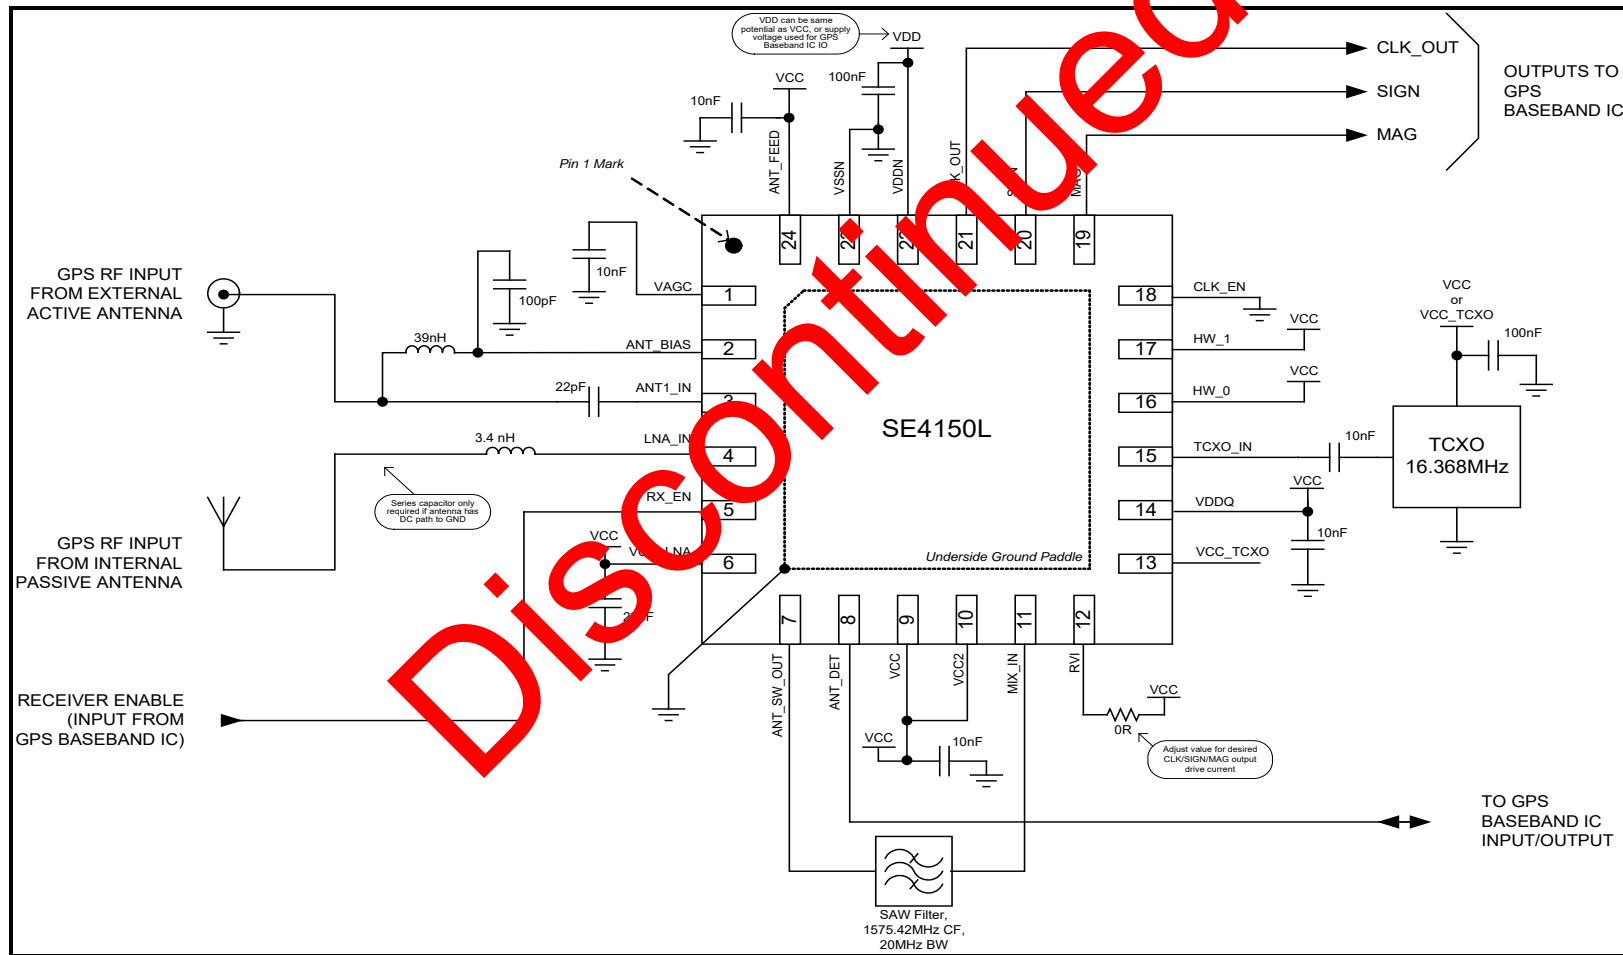 VDD can be same
potential as VCC, or supply
voltage used for GPS
Baseband IC IO
VDD
VCC
100nF
10nF
CLK_OUT
SIGN
MAG
OUTPUTS TO
GPS
BASEBAND IC
Pin 1 Mark
ANT_FEED
VSSN
VDDN
24
21
20
19
GPS RF INPUT
FROM EXTERNAL
ACTIVE ANTENNA
10nF
100pF
VAGC
1
39nH
ANT_BIAS
2
22pF
ANT1_IN
3
3.4 nH
LNA_IN
4
Series capacitor only
required if antenna has
DC path to GND
RX_EN
5
GPS RF INPUT
FROM INTERNAL
PASSIVE ANTENNA
VCC
6
SE4150L
Underside Ground Paddle
18
CLK_EN
17
HW_1
VCC
16
HW_0
VCC
15
TCXO_IN
10nF
14
VDDQ
VCC
10nF
13
VCC_TCXO
VCC
or
VCC_TCXO
100nF
TCXO
16.368MHz
7
8
9
10
11
12
ANT_SW_OUT
ANT_DET
VCC
VCC2
MIX_IN
RVI
RECEIVER ENABLE
(INPUT FROM
GPS BASEBAND IC)
VCC
10nF
VCC
0R
Adjust value for desired
CLK/SIGN/MAG output
drive current
TO GPS
BASEBAND IC
INPUT/OUTPUT
SAW Filter,
1575.42MHz CF,
20MHz BW
Discontinued